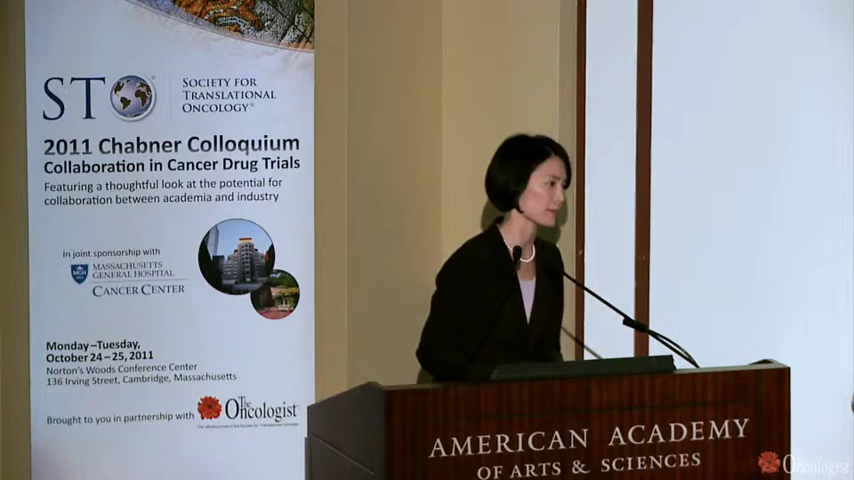 STO
SOCIETY FOR
TRANSLATIONAL
ONCOLOGY®
2011 Chabner Colloquium
Collaboration in Cancer Drug Trials
Featuring a thoughtful look at the potential for
collaboration between academia and industry
In joint sponsorship with
MGH
MASSACHUSETTS
GENERAL HOSPITAL
CANCER CENTER
Monday–Tuesday,
October 24–25, 2011
Norton's Woods Conference Center
136 Irving Street, Cambridge, Massachusetts
Brought to you in partnership with
The
Oncologist®
AMERICAN ACADEMY
OF ARTS & SCIENCES
The
Oncologist